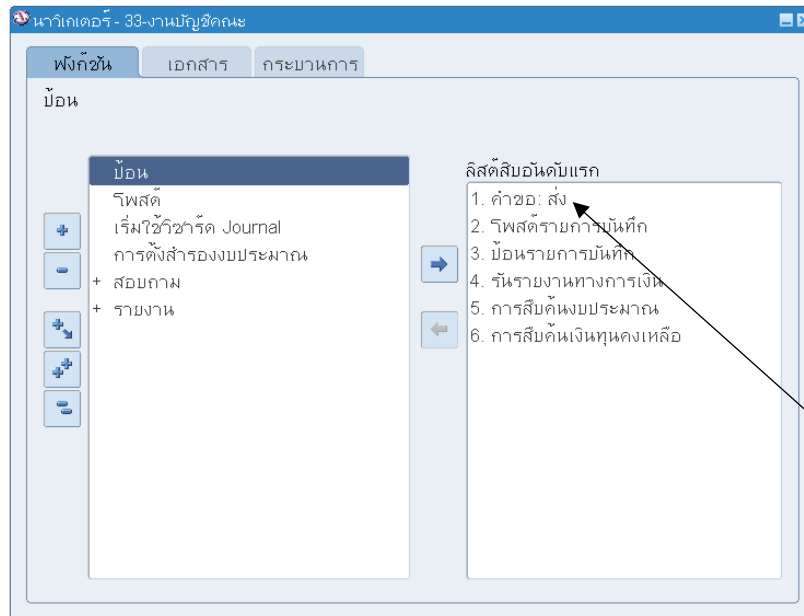 นาวิเกเตอร์ - 33-งานบัญชีคณะ
ฟังก์ชัน
เอกสาร
กระบวนการ
ป้อน
ป้อน
โพสต์
เริ่มใช้วิซาร์ด Journal
การตั้งสำรองงบประมาณ
+ สอบถาม
+ รายงาน
ลิสต์สิบอันดับแรก
1. คำขอ: ส่ง
2. โพสต์รายการบันทึก
3. ป้อนรายการบันทึก
4. รันรายงานทางการเงิน
5. การสืบค้นงบประมาณ
6. การสืบค้นเงินทุนคงเหลือ